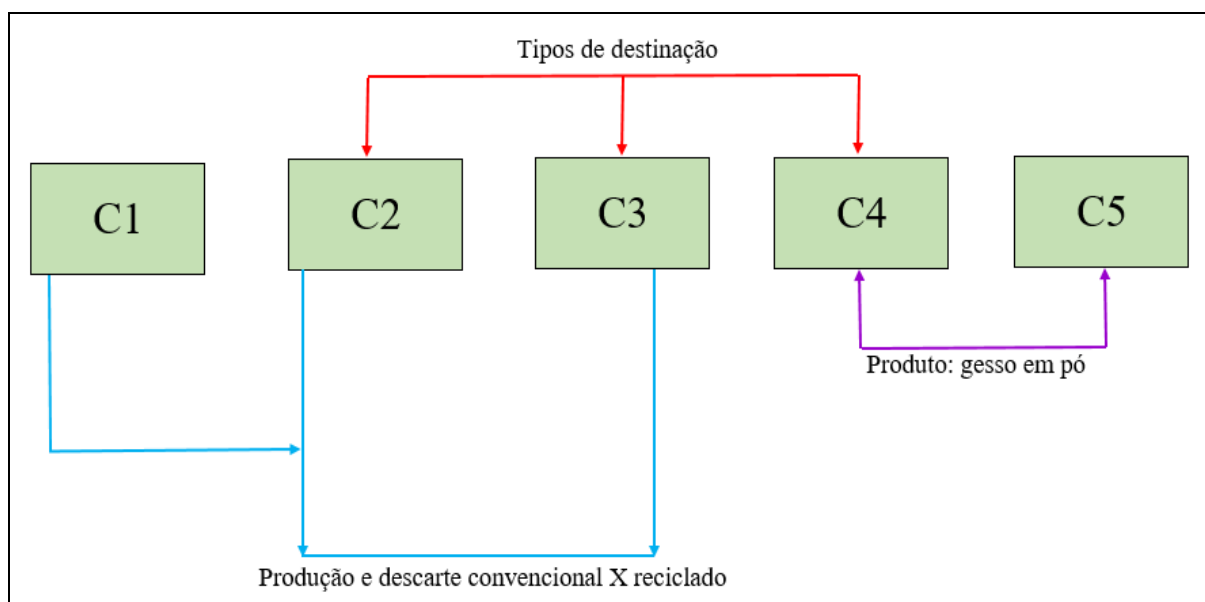 Tipos de destinação
C1
C2
C3
C4
C5
Produto: gesso em pó
Produção e descarte convencional X reciclado